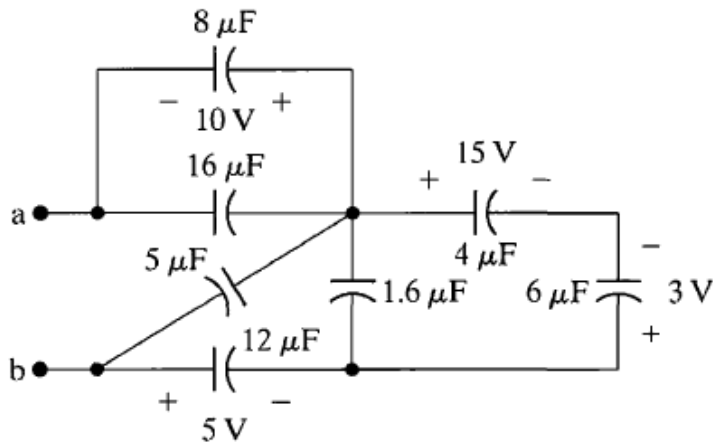 8 μF
− +
10 V
16 μF
15 V
+ −
a
5 μF
4 μF
−
1.6 μF
6 μF
3 V
+
12 μF
b
+ −
5 V